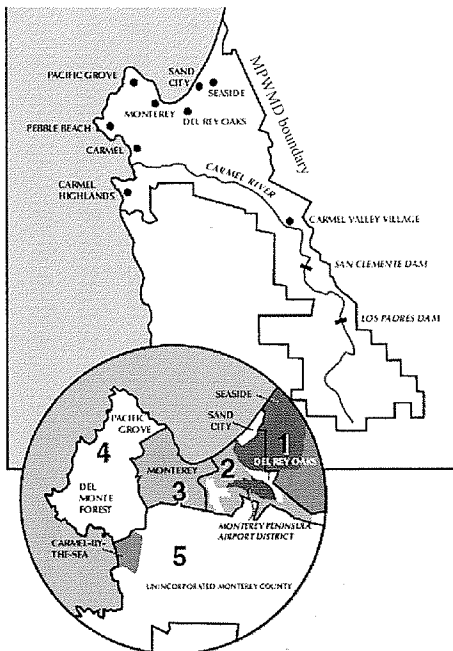 PACIFIC GROVE
SAND
CITY
SEASIDE
MONTEREY
DEL REY OAKS
MPWMD boundary
PEBBLE BEACH
CARMEL
CARMEL RIVER
CARMEL
HIGHLANDS
CARMEL VALLEY VILLAGE
SAN CLEMENTE DAM
LOS PADRES DAM
SEASIDE
SAND
CITY
PACIFIC
GROVE
4
1
DEL REY OAKS
2
MONTEREY
3
DEL
MONTE
FOREST
MONTEREY PENINSULA
AIRPORT DISTRICT
CARMEL-BY-
THE-SEA
5
UNINCORPORATED MONTEREY COUNTY